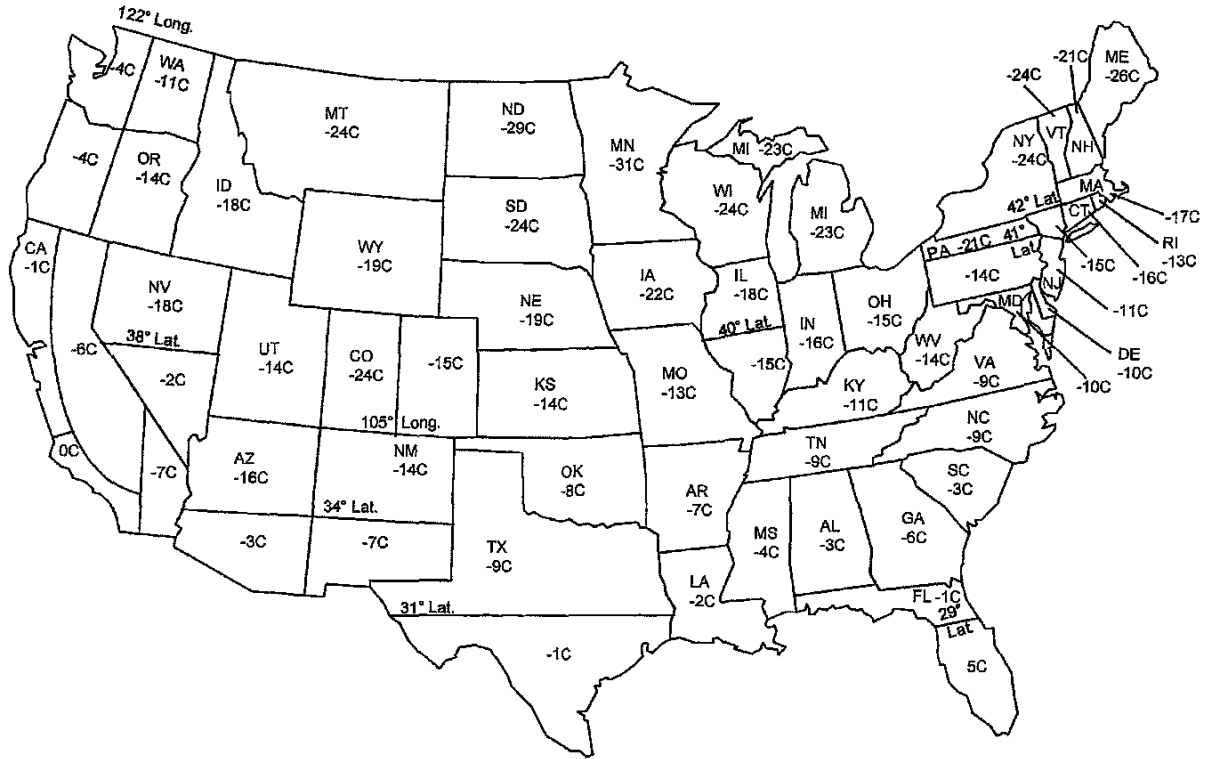 122° Long.
-4C
WA
-11C
-4C
OR
-14C
ID
-18C
MT
-24C
ND
-29C
MN
-31C
MI -23C
WI
-24C
MI
-23C
SD
-24C
WY
-19C
CA
-1C
NV
-18C
38° Lat.
-6C
-2C
0C
-7C
UT
-14C
CO
-24C
-15C
105° Long.
NE
-19C
KS
-14C
IA
-22C
MO
-13C
IL
-18C
40° Lat.
-15C
IN
-16C
OH
-15C
KY
-11C
WV
-14C
VA
-9C
NC
-9C
TN
-9C
SC
-3C
GA
-6C
AL
-3C
MS
-4C
AR
-7C
LA
-2C
OK
-8C
TX
-9C
31° Lat.
-1C
AZ
-16C
-3C
NM
-14C
34° Lat.
-7C
FL -1C
29°
Lat
5C
-21C
-24C
ME
-26C
NY
-24C
VT
NH
42° Lat.
MA
-17C
CT
RI
-13C
-16C
-15C
PA -21C 41°
Lat.
-14C
NJ
-11C
MD
DE
-10C
-10C